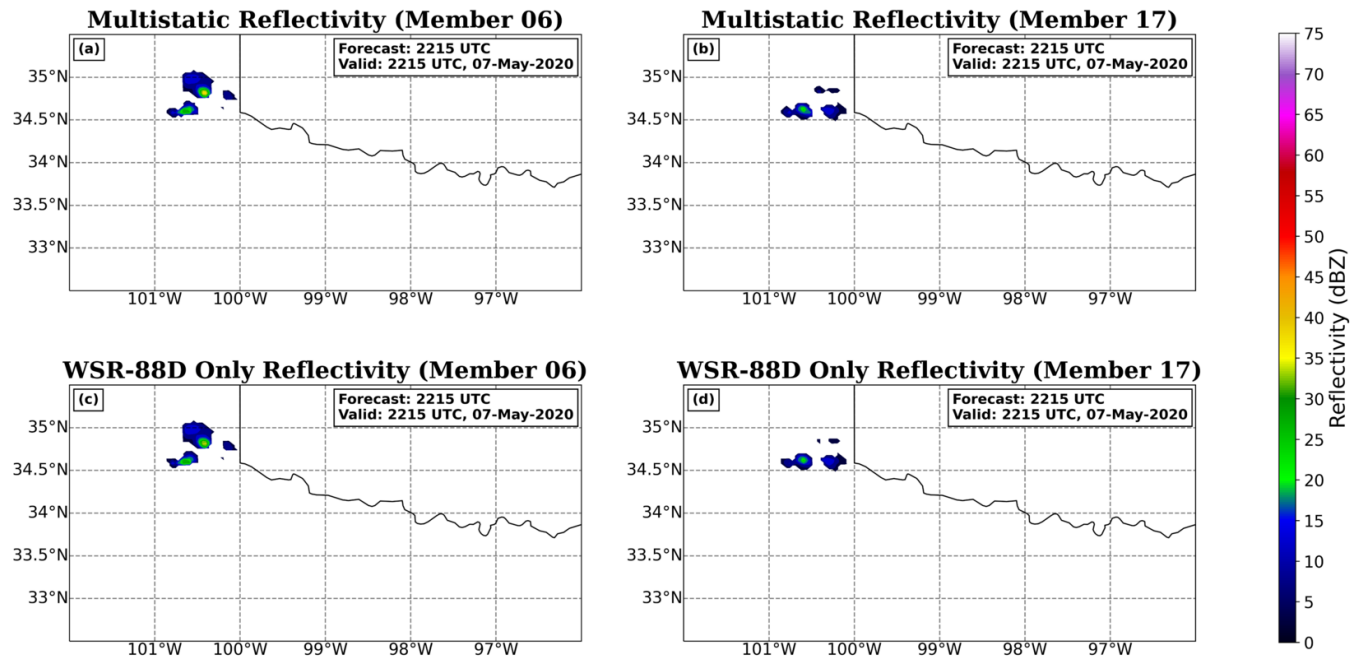 Multistatic Reflectivity (Member 06)
(a)
Forecast: 2215 UTC
Valid: 2215 UTC, 07-May-2020
35°N
34.5°N
34°N
33.5°N
33°N
101°W 100°W 99°W 98°W 97°W
Multistatic Reflectivity (Member 17)
(b)
Forecast: 2215 UTC
Valid: 2215 UTC, 07-May-2020
35°N
34.5°N
34°N
33.5°N
33°N
101°W 100°W 99°W 98°W 97°W
WSR-88D Only Reflectivity (Member 06)
(c)
Forecast: 2215 UTC
Valid: 2215 UTC, 07-May-2020
35°N
34.5°N
34°N
33.5°N
33°N
101°W 100°W 99°W 98°W 97°W
WSR-88D Only Reflectivity (Member 17)
(d)
Forecast: 2215 UTC
Valid: 2215 UTC, 07-May-2020
35°N
34.5°N
34°N
33.5°N
33°N
101°W 100°W 99°W 98°W 97°W
75
70
65
60
55
50
45
40
35
30
25
20
15
10
5
0
Reflectivity (dBZ)